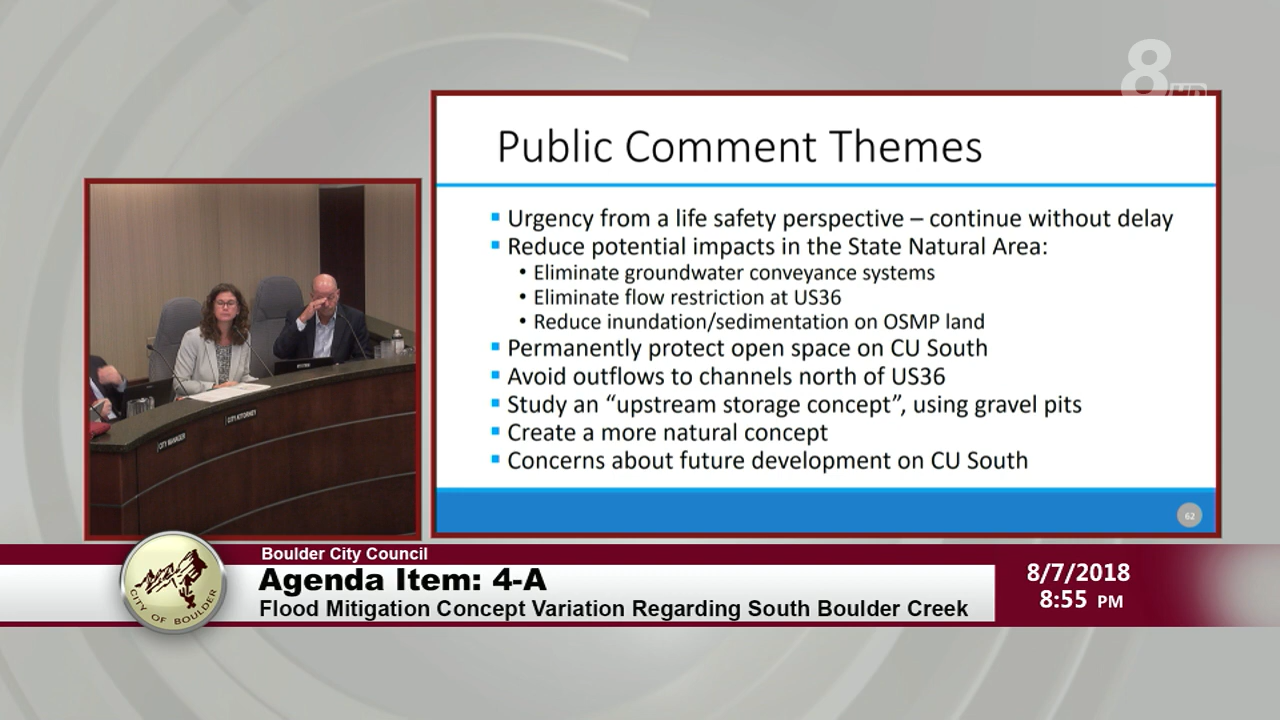 8HD
Public Comment Themes
▪ Urgency from a life safety perspective – continue without delay
▪ Reduce potential impacts in the State Natural Area:
• Eliminate groundwater conveyance systems
• Eliminate flow restriction at US36
• Reduce inundation/sedimentation on OSMP land
▪ Permanently protect open space on CU South
▪ Avoid outflows to channels north of US36
▪ Study an “upstream storage concept”, using gravel pits
▪ Create a more natural concept
▪ Concerns about future development on CU South
62
CITY MANAGER
CITY ATTORNEY
Boulder City Council
Agenda Item: 4-A
Flood Mitigation Concept Variation Regarding South Boulder Creek
8/7/2018
8:55 PM
CITY OF BOULDER